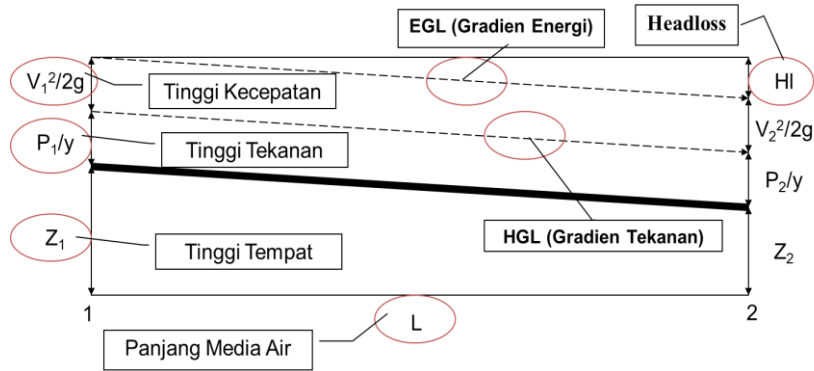 EGL (Gradien Energi)
Headloss
V₁²/2g
Tinggi Kecepatan
Hl
P₁/y
Tinggi Tekanan
V₂²/2g
P₂/y
Z₁
Tinggi Tempat
HGL (Gradien Tekanan)
Z₂
1
L
2
Panjang Media Air